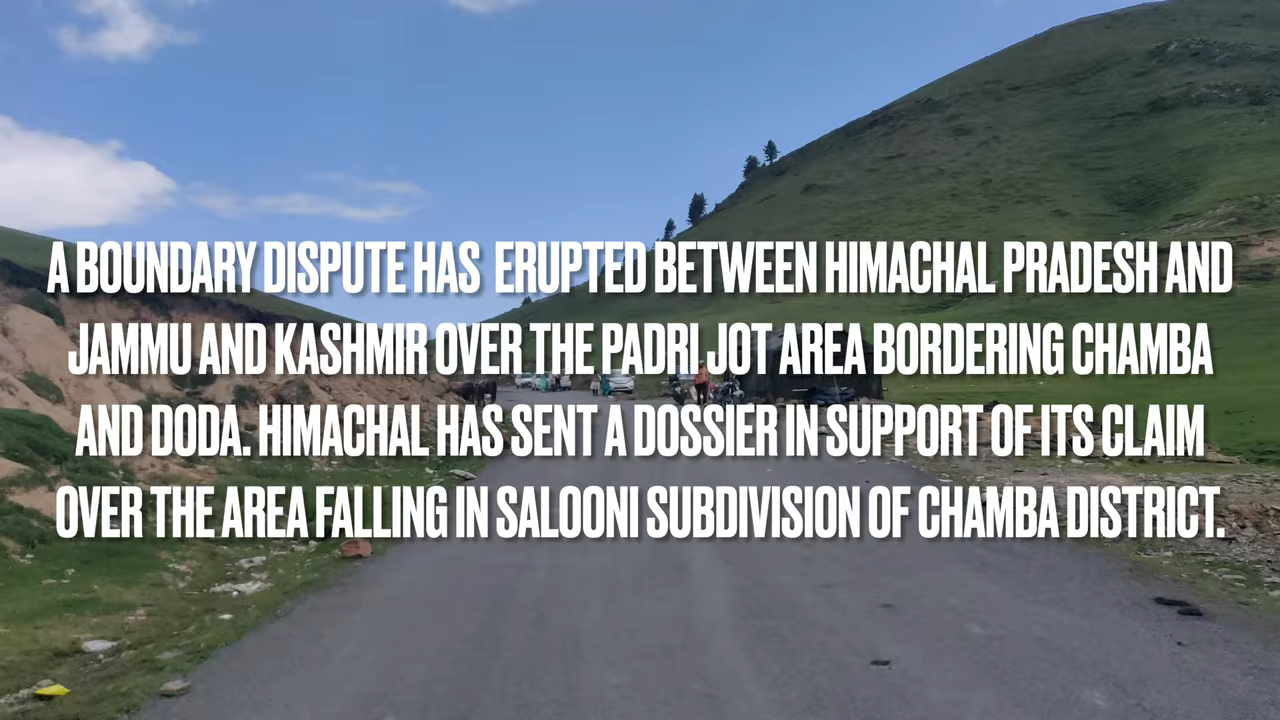 A BOUNDARY DISPUTE HAS ERUPTED BETWEEN HIMACHAL PRADESH AND
JAMMU AND KASHMIR OVER THE PADRI JOT AREA BORDERING CHAMBA
AND DODA. HIMACHAL HAS SENT A DOSSIER IN SUPPORT OF ITS CLAIM
OVER THE AREA FALLING IN SALOONI SUBDIVISION OF CHAMBA DISTRICT.